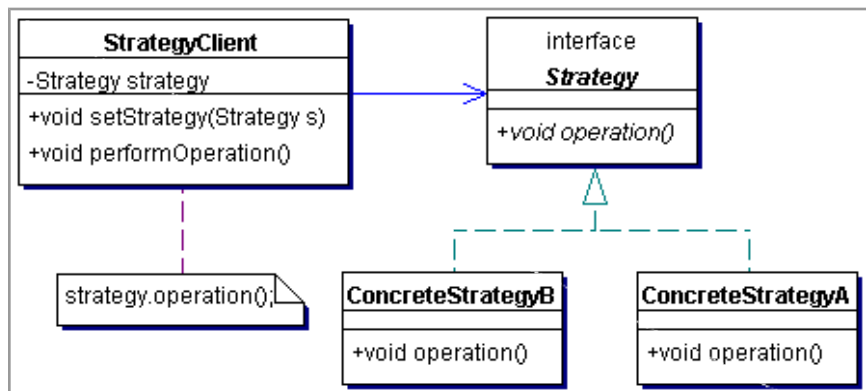 StrategyClient
-Strategy strategy
+void setStrategy(Strategy s)
+void performOperation()
interface
Strategy
+void operation()
strategy.operation();
ConcreteStrategyB
+void operation()
ConcreteStrategyA
+void operation()